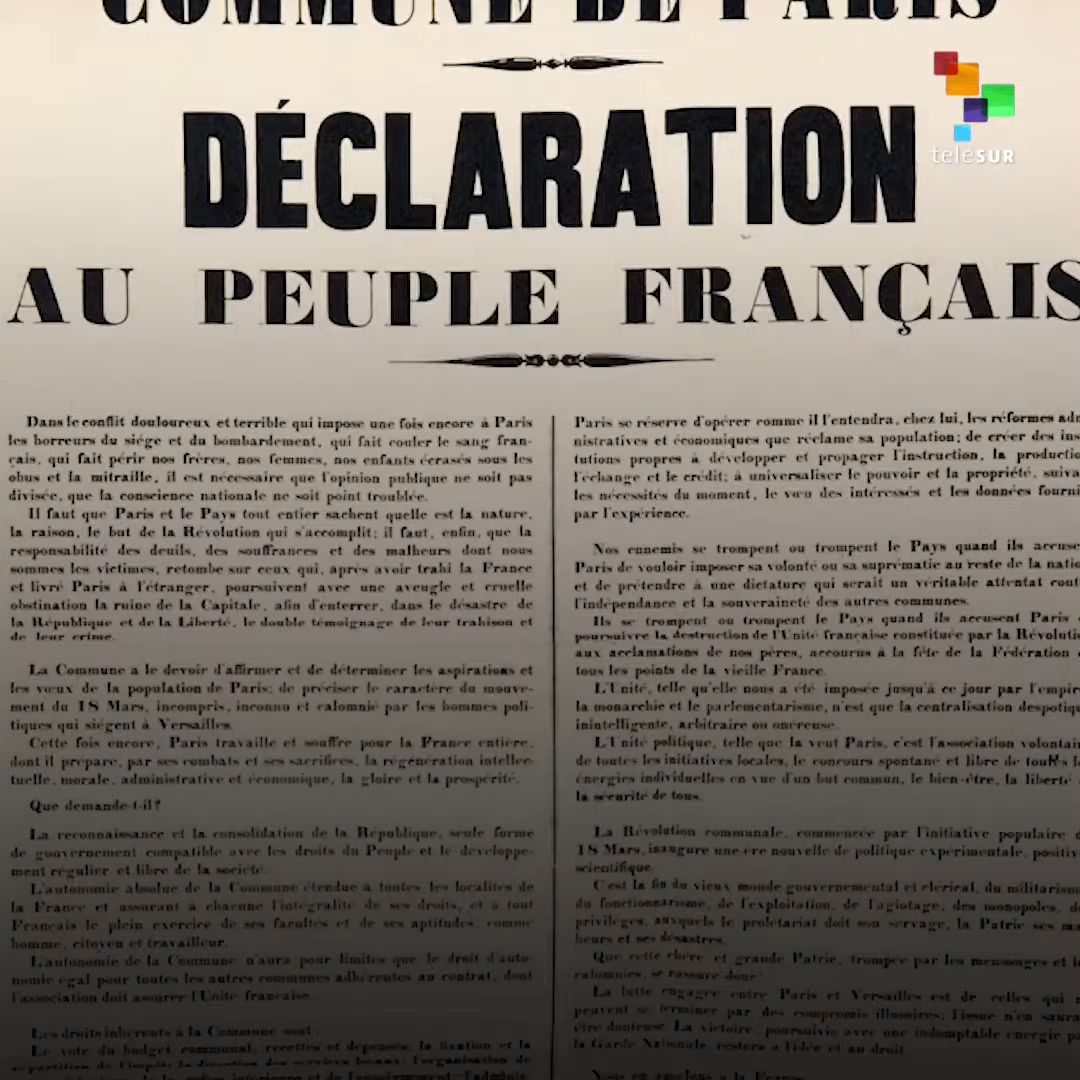 COMMUNE DE PARIS
DÉCLARATION
teleSUR
AU PEUPLE FRANÇAIS
Dans le conflit douloureux et terrible qui impose une fois encore à Paris
les horreurs du siége et du bombardement, qui fait couler le sang fran-
çais, qui fait périr nos frères, nos femmes, nos enfants écrasés sous les
obus et la mitraille, il est nécessaire que l'opinion publique ne soit pas
divisée, que la conscience nationale ne soit point troublée.
Il faut que Paris et le Pays tout entier sachent quelle est la nature,
la raison, le but de la Révolution qui s'accomplit; il faut, enfin, que la
responsabilité des deuils, des souffrances et des malheurs dont nous
sommes les victimes, retombe sur ceux qui, après avoir trahi la France
et livré Paris à l'étranger, poursuivent avec une aveugle et cruelle
obstination la ruine de la Capitale, afin d'enterrer, dans le désastre de
la République et de la Liberté, le double témoignage de leur trahison et
de leur crime.
La Commune a le devoir d'affirmer et de déterminer les aspirations et
les vœux de la population de Paris; de préciser le caractère du mouve-
ment du 18 Mars, incompris, inconnu et calomnié par les hommes poli-
tiques qui siégent à Versailles.
Cette fois encore, Paris travaille et souffre pour la France entière,
dont il prépare, par ses combats et ses sacrifices, la régénération intellec-
tuelle, morale, administrative et économique, la gloire et la prospérité.
Que demande-t-il?
La reconnaissance et la consolidation de la République, seule forme
de gouvernement compatible avec les droits du Peuple et le développe-
ment régulier et libre de la société.
L'autonomie absolue de la Commune étendue à toutes les localités de
la France et assurant à chacune l'intégralité de ses droits, et à tout
Français le plein exercice de ses facultés et de ses aptitudes, comme
homme, citoyen et travailleur.
L'autonomie de la Commune n'aura pour limites que le droit d'auto-
nomie égal pour toutes les autres communes adhérentes au contrat, dont
l'association doit assurer l'Unité française.
Les droits inhérents à la Commune sont:
Le vote du budget communal, recettes et dépenses; la fixation et la
répartition de l'impôt; la direction des services locaux; l'organisation de
Paris se réserve d'opérer comme il l'entendra, chez lui, les réformes adm
nistratives et économiques que réclame sa population; de créer des ins
tutions propres à développer et propager l'instruction, la productio
l'échange et le crédit; à universaliser le pouvoir et la propriété, suiva
les nécessités du moment, le vœu des intéressés et les données fourni
par l'expérience.
Nos ennemis se trompent ou trompent le Pays quand ils accuse
Paris de vouloir imposer sa volonté ou sa suprématie au reste de la natio
et de prétendre à une dictature qui serait un véritable attentat cont
l'indépendance et la souveraineté des autres communes.
Ils se trompent ou trompent le Pays quand ils accusent Paris
poursuivre la destruction de l'Unité française constituée par la Révolutio
aux acclamations de nos pères, accourus à la fête de la Fédération
tous les points de la vieille France.
L'Unité, telle qu'elle nous a été imposée jusqu'à ce jour par l'empir
la monarchie et le parlementarisme, n'est que la centralisation despotiq
inintelligente, arbitraire ou onéreuse.
L'Unité politique, telle que la veut Paris, c'est l'association volontair
de toutes les initiatives locales, le concours spontané et libre de toutes le
énergies individuelles en vue d'un but commun, le bien-être, la liberté
la sécurité de tous.
La Révolution communale, commencée par l'initiative populaire d
18 Mars, inaugure une ère nouvelle de politique expérimentale, positiv
scientifique.
C'est la fin du vieux monde gouvernemental et clérical, du militarism
du fonctionnarisme, de l'exploitation, de l'agiotage, des monopoles, de
priviléges, auxquels le prolétariat doit son servage, la Patrie ses ma
heurs et ses désastres.
Que cette chère et grande Patrie, trompée par les mensonges et le
calomnies, se rassure donc!
La lutte engagée entre Paris et Versailles est de celles qui n
peuvent se terminer par des compromis illusoires; l'issue n'en saura
être douteuse. La victoire, poursuivie avec une indomptable énergie pa
la Garde Nationale, restera à l'idée et au droit.
Nous en appelons à la France.